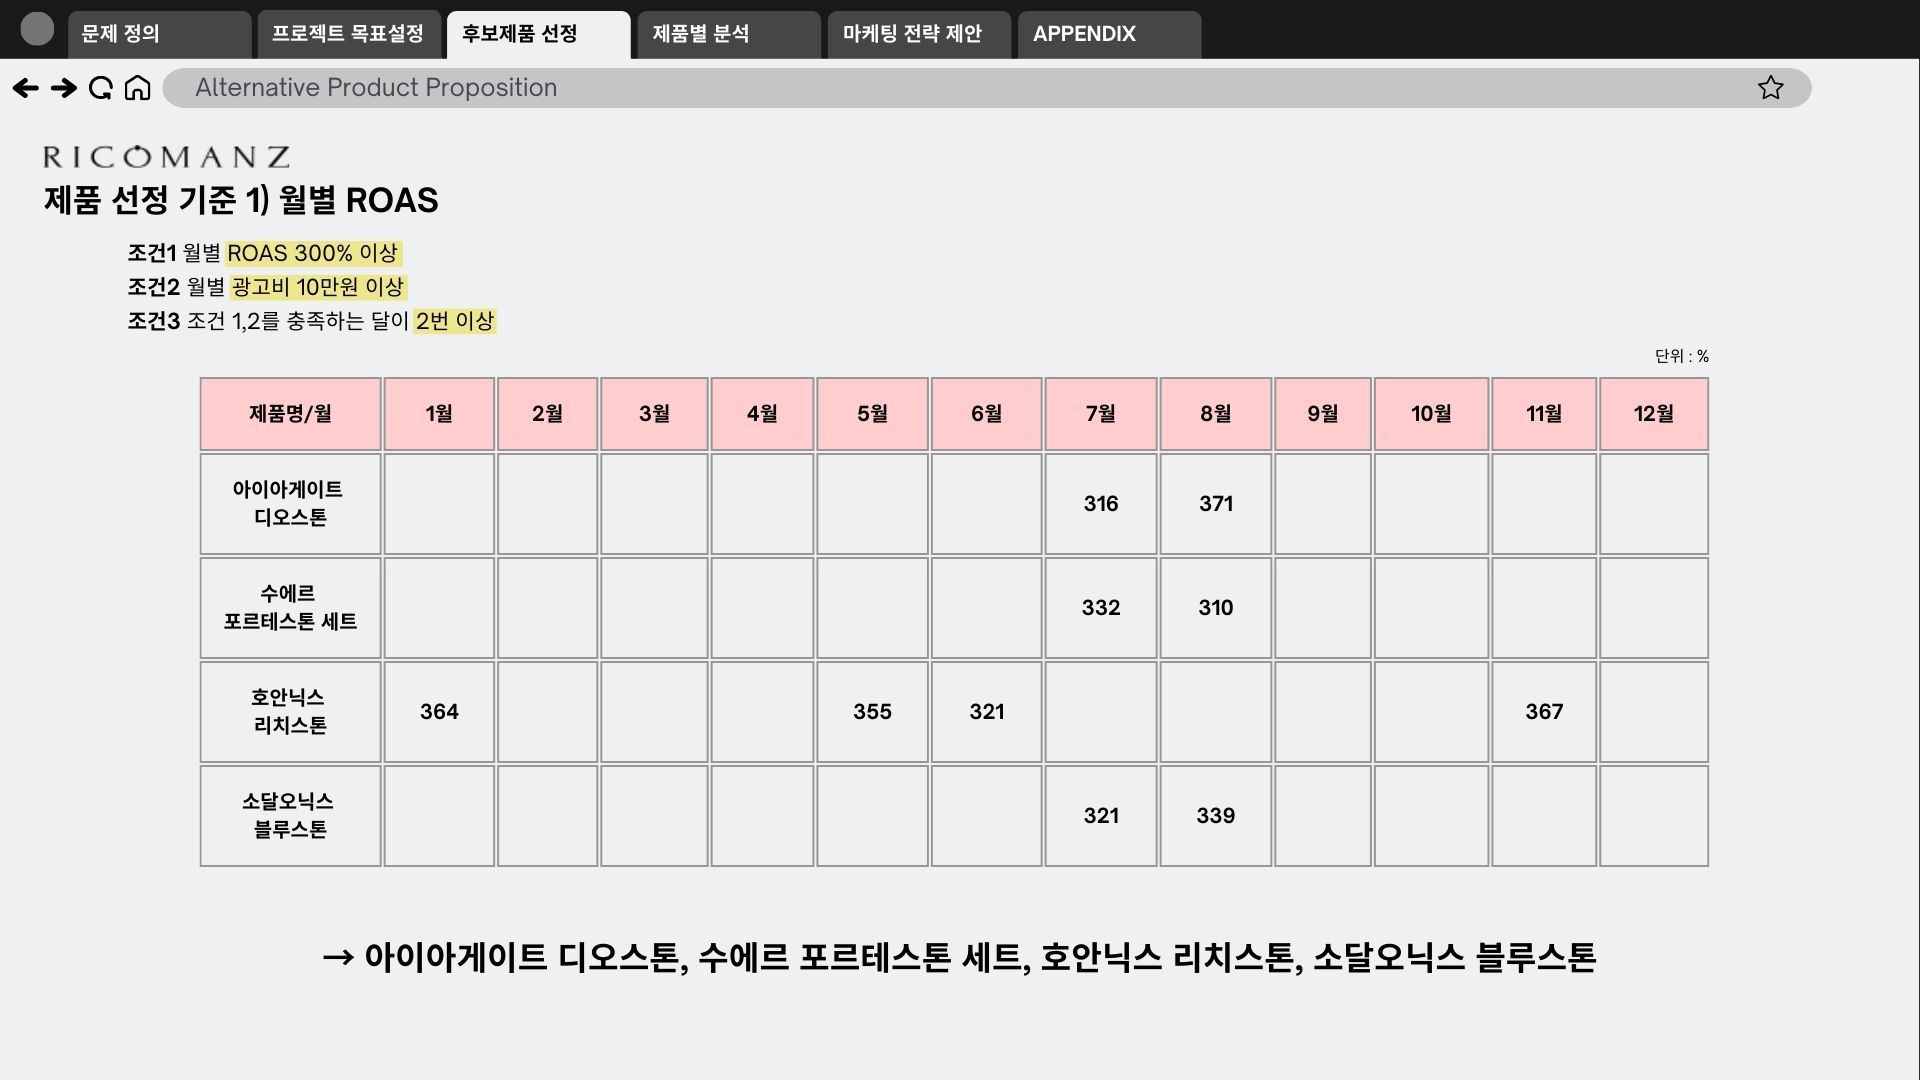 문제 정의 프로젝트 목표설정 후보제품 선정 제품별 분석 마케팅 전략 제안 APPENDIX
Alternative Product Proposition
RICOMANZ
제품 선정 기준 1) 월별 ROAS
조건1 월별 ROAS 300% 이상
조건2 월별 광고비 10만원 이상
조건3 조건 1,2를 충족하는 달이 2번 이상
단위 : %
제품명/월 1월 2월 3월 4월 5월 6월 7월 8월 9월 10월 11월 12월
아이아게이트
디오스톤
316 371
수에르
포르테스톤 세트
332 310
호안닉스
리치스톤
364 355 321 367
소달오닉스
블루스톤
321 339
→ 아이아게이트 디오스톤, 수에르 포르테스톤 세트, 호안닉스 리치스톤, 소달오닉스 블루스톤